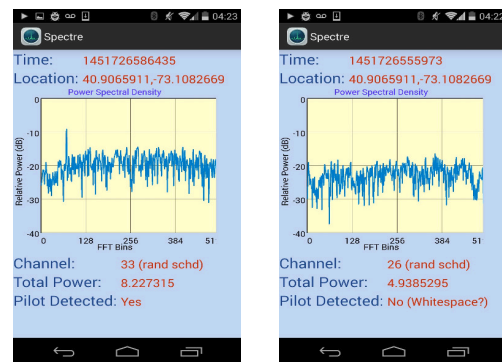 04:23
Spectre
Time: 1451726586435
Location: 40.9065911,-73.1082669
Power Spectral Density
Relative Power (dB)
0
-10
-20
-30
-40
0 128 256 384 51
FFT Bins
Channel: 33 (rand schd)
Total Power: 8.227315
Pilot Detected: Yes
04:22
Spectre
Time: 1451726555973
Location: 40.9065911,-73.1082669
Power Spectral Density
Relative Power (dB)
0
-10
-20
-30
-40
0 128 256 384 51
FFT Bins
Channel: 26 (rand schd)
Total Power: 4.9385295
Pilot Detected: No (Whitespace?)